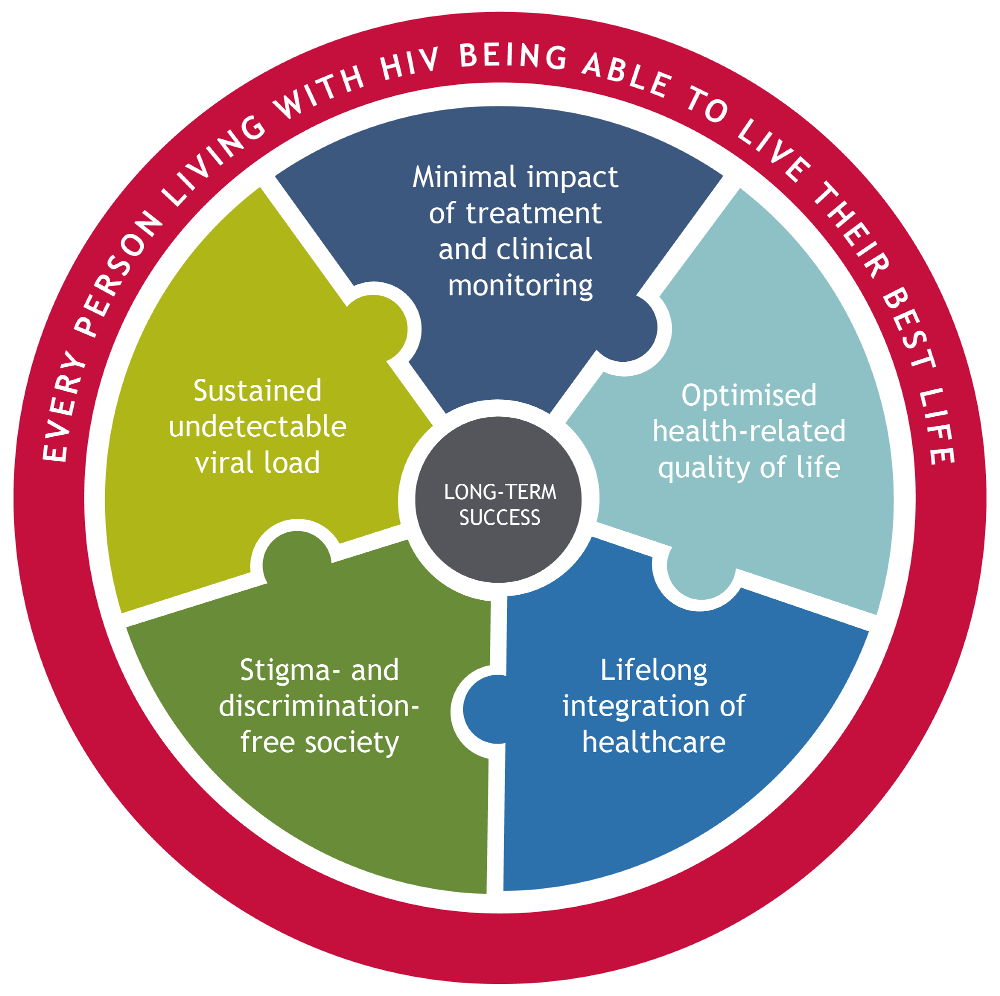 EVERY PERSON LIVING WITH HIV BEING ABLE TO LIVE THEIR BEST LIFE
Minimal impact
of treatment
and clinical
monitoring
Sustained
undetectable
viral load
Optimised
health-related
quality of life
LONG-TERM
SUCCESS
Stigma- and
discrimination-
free society
Lifelong
integration of
healthcare